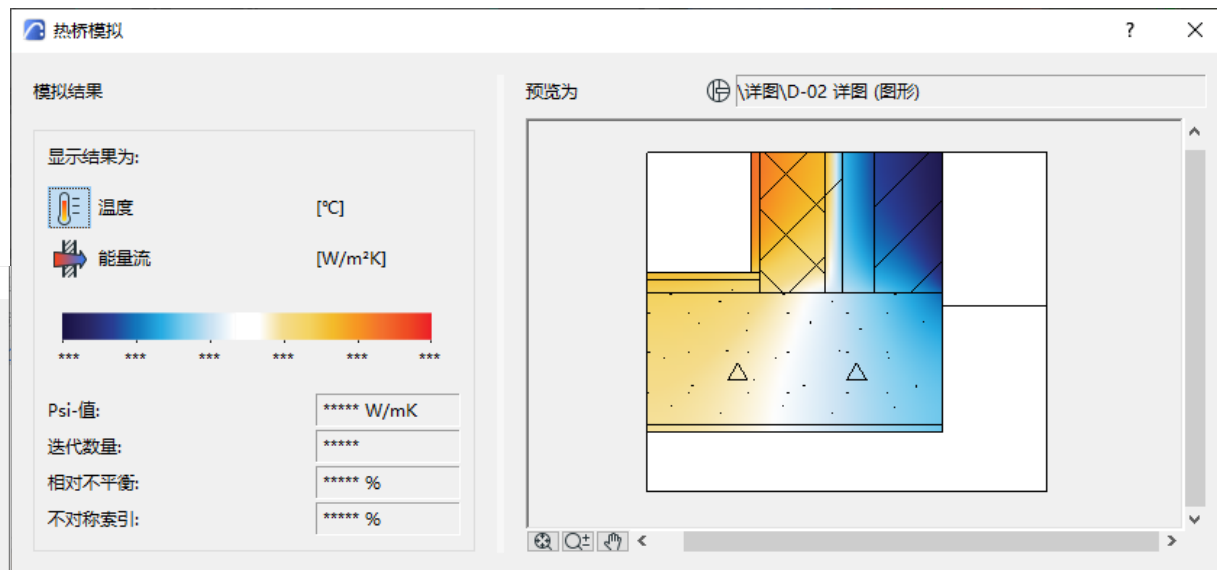 热桥模拟
?
模拟结果
预览为
\详图\D-02 详图 (图形)
显示结果为:
温度 [℃]
能量流 [W/m²K]
*** *** *** *** *** ***
Psi-值: ***** W/mK
迭代数量: *****
相对不平衡: ***** %
不对称索引: ***** %